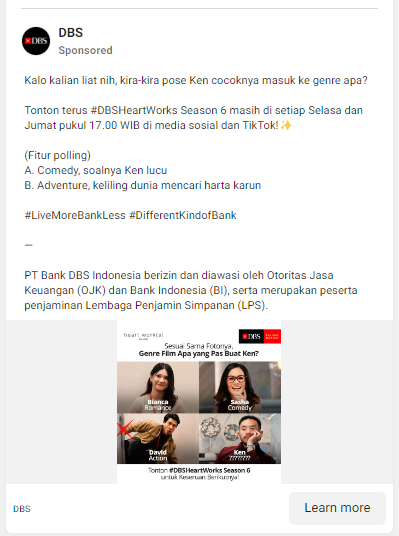 DBS
DBS
Sponsored
Kalo kalian liat nih, kira-kira pose Ken cocoknya masuk ke genre apa?
Tonton terus #DBSHeartWorks Season 6 masih di setiap Selasa dan
Jumat pukul 17.00 WIB di media sosial dan TikTok!✨
(Fitur polling)
A. Comedy, soalnya Ken lucu
B. Adventure, keliling dunia mencari harta karun
#LiveMoreBankLess #DifferentKindofBank
—
PT Bank DBS Indonesia berizin dan diawasi oleh Otoritas Jasa
Keuangan (OJK) dan Bank Indonesia (BI), serta merupakan peserta
penjaminan Lembaga Penjamin Simpanan (LPS).
heart work(s)
DBS
Sesuai Sama Fotonya,
Genre Film Apa yang Pas Buat Ken?
Bianca
Romance
Sasha
Comedy
David
Action
Ken
???????
Tonton #DBSHeartWorks Season 6
untuk Keseruan Berikutnya!
DBS
Learn more